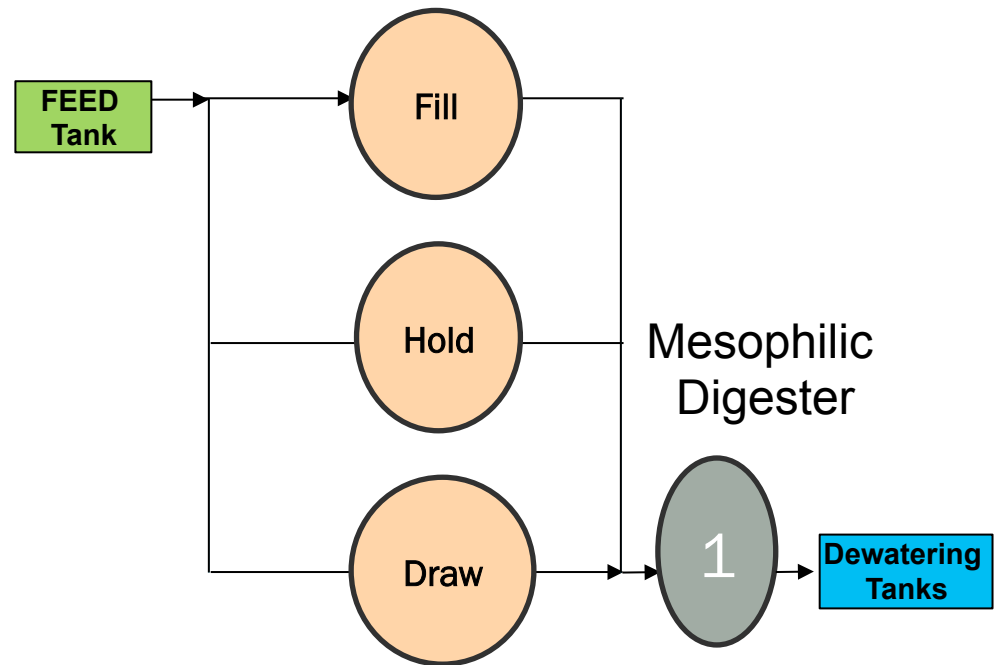 FEED
Tank
Fill
Hold
Mesophilic
Digester
Draw
1
Dewatering
Tanks